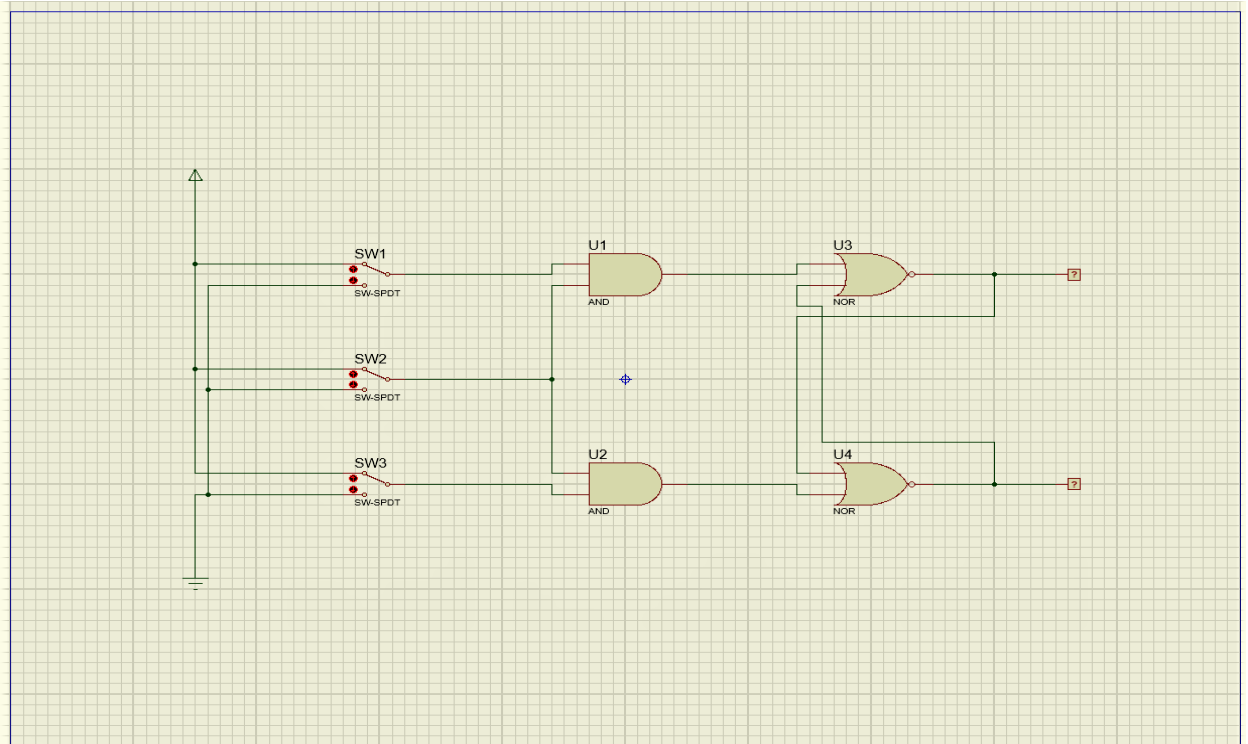 SW1
SW-SPDT
U1
AND
U3
NOR
?
SW2
SW-SPDT
SW3
SW-SPDT
U2
AND
U4
NOR
?